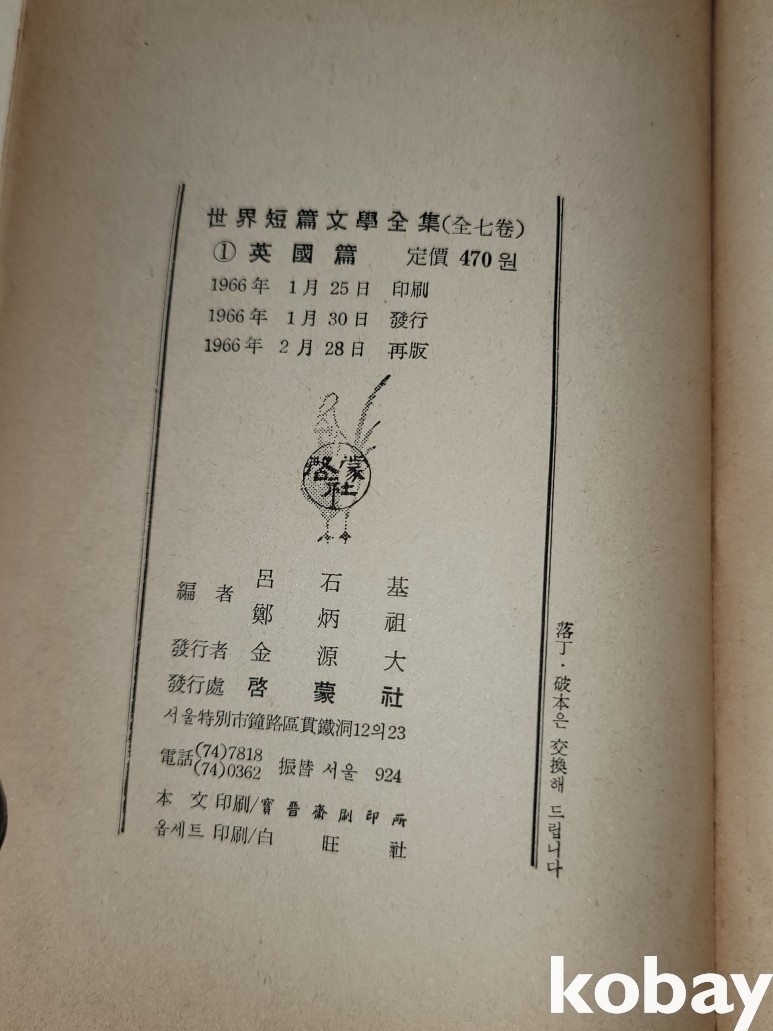 世界短篇文學全集(全七卷)
① 英國篇 定價 470원
1966年 1月 25日 印刷
1966年 1月 30日 發行
1966年 2月 28日 再版
啓蒙社
編者 呂石基
鄭炳祖
發行者 金源大
發行處 啓蒙社
서울特別市鐘路區貫鐵洞12의23
電話(74)7818
(74)0362 振替 서울 924
本文印刷/寶晋齋印刷所
옵세트 印刷/白旺社
落丁·破本은 交換해 드립니다
kobay